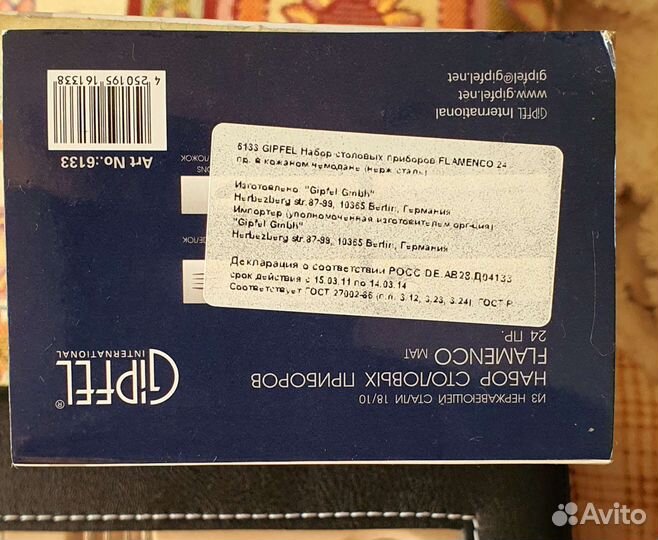 GIPFEL®
INTERNATIONAL
ИЗ НЕРЖАВЕЮЩЕЙ СТАЛИ 18/10
НАБОР СТОЛОВЫХ ПРИБОРОВ
FLAMENCO МАТ
24 ПР.
6133 GIPFEL Набор столовых приборов FLAMENCO 24
пр. в кожаном чемодане (нерж.сталь)
Изготовлено "Gipfel Gmbh"
Herbezberg str.87-99, 10365 Berlin, Германия
Импортер (уполномоченная изготовителем орг-ция)
"Gipfel Gmbh"
Herbezberg str.87-99, 10365 Berlin, Германия
Декларация о соответствии РОСС DE.АВ28.Д04133
срок действия с 15.03.11 по 14.03.14
Соответствует ГОСТ 27002-86 (п.п. 3.12, 3.23, 3.24), ГОСТ Р
GIPFEL International
www.gipfel.net
gipfel@gipfel.net
Art No.:6133
4 250195 161338
Avito